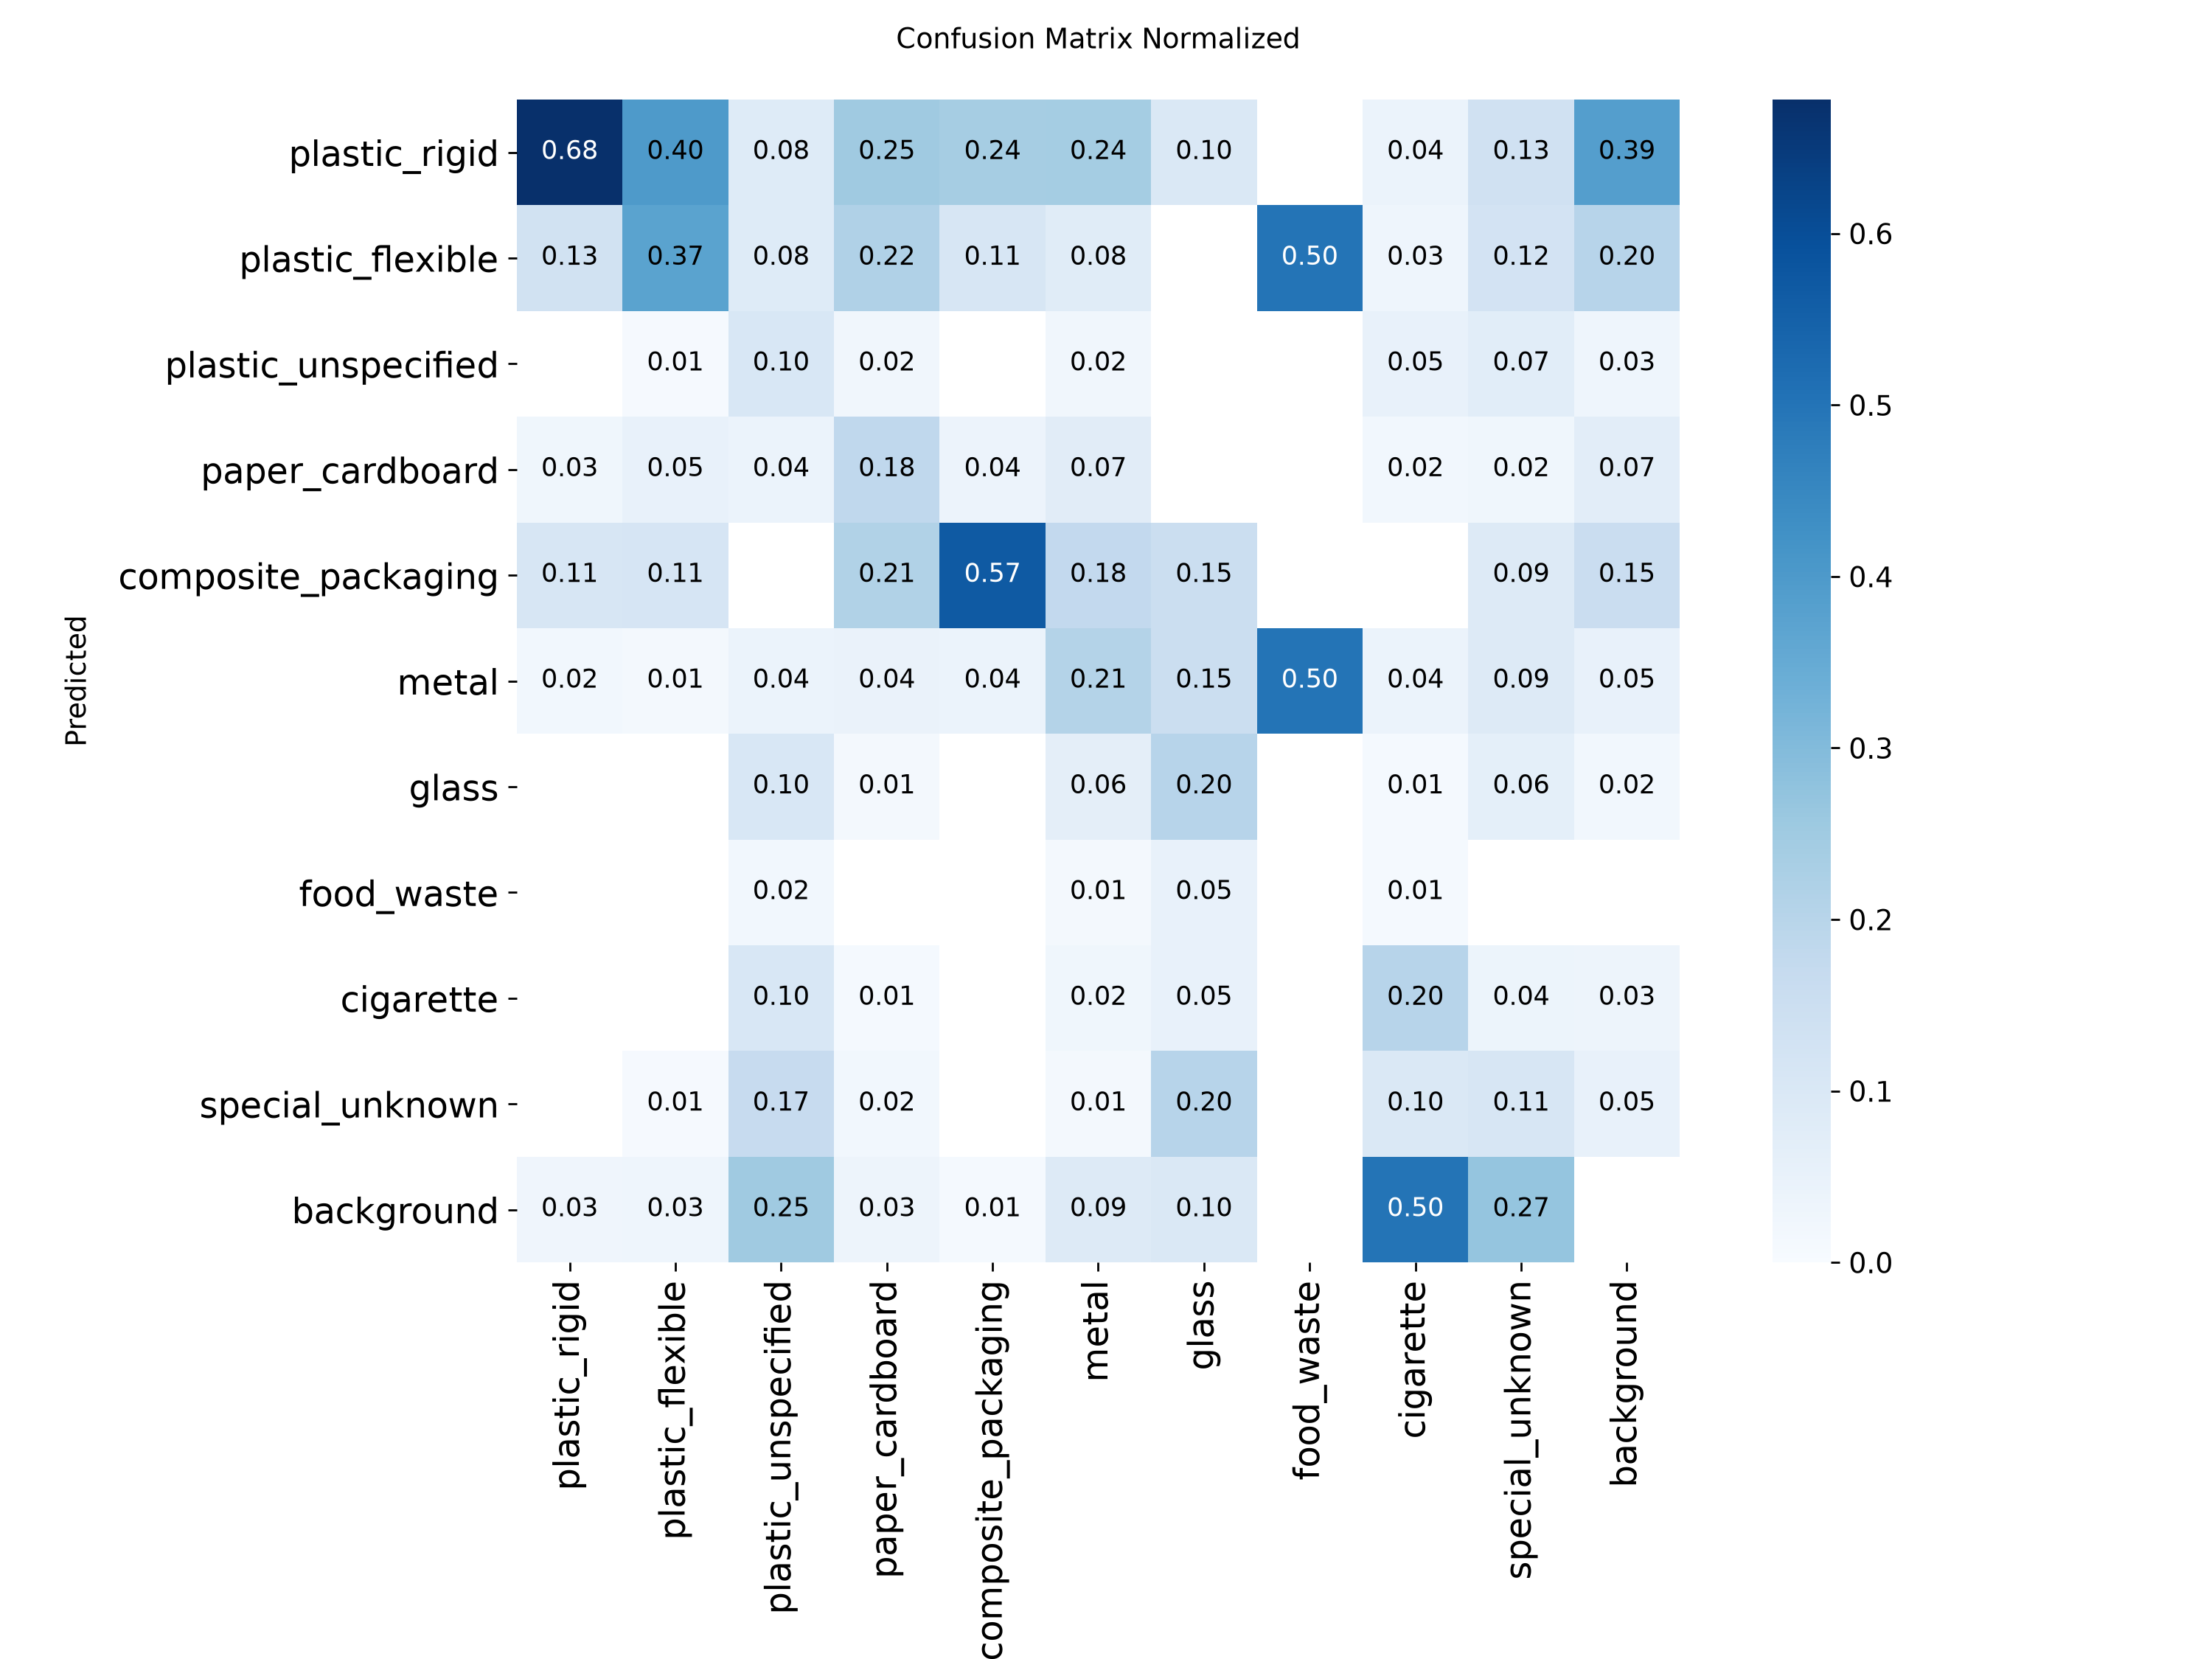 Confusion Matrix Normalized
plastic_rigid 0.68 0.40 0.08 0.25 0.24 0.24 0.10 0.04 0.13 0.39
plastic_flexible 0.13 0.37 0.08 0.22 0.11 0.08 0.50 0.03 0.12 0.20
plastic_unspecified 0.01 0.10 0.02 0.02 0.05 0.07 0.03
paper_cardboard 0.03 0.05 0.04 0.18 0.04 0.07 0.02 0.02 0.07
composite_packaging 0.11 0.11 0.21 0.57 0.18 0.15 0.09 0.15
metal 0.02 0.01 0.04 0.04 0.04 0.21 0.15 0.50 0.04 0.09 0.05
glass 0.10 0.01 0.06 0.20 0.01 0.06 0.02
food_waste 0.02 0.01 0.05 0.01
cigarette 0.10 0.01 0.02 0.05 0.20 0.04 0.03
special_unknown 0.01 0.17 0.02 0.01 0.20 0.10 0.11 0.05
background 0.03 0.03 0.25 0.03 0.01 0.09 0.10 0.50 0.27
Predicted
plastic_rigid
plastic_flexible
plastic_unspecified
paper_cardboard
composite_packaging
metal
glass
food_waste
cigarette
special_unknown
background
0.6
0.5
0.4
0.3
0.2
0.1
0.0